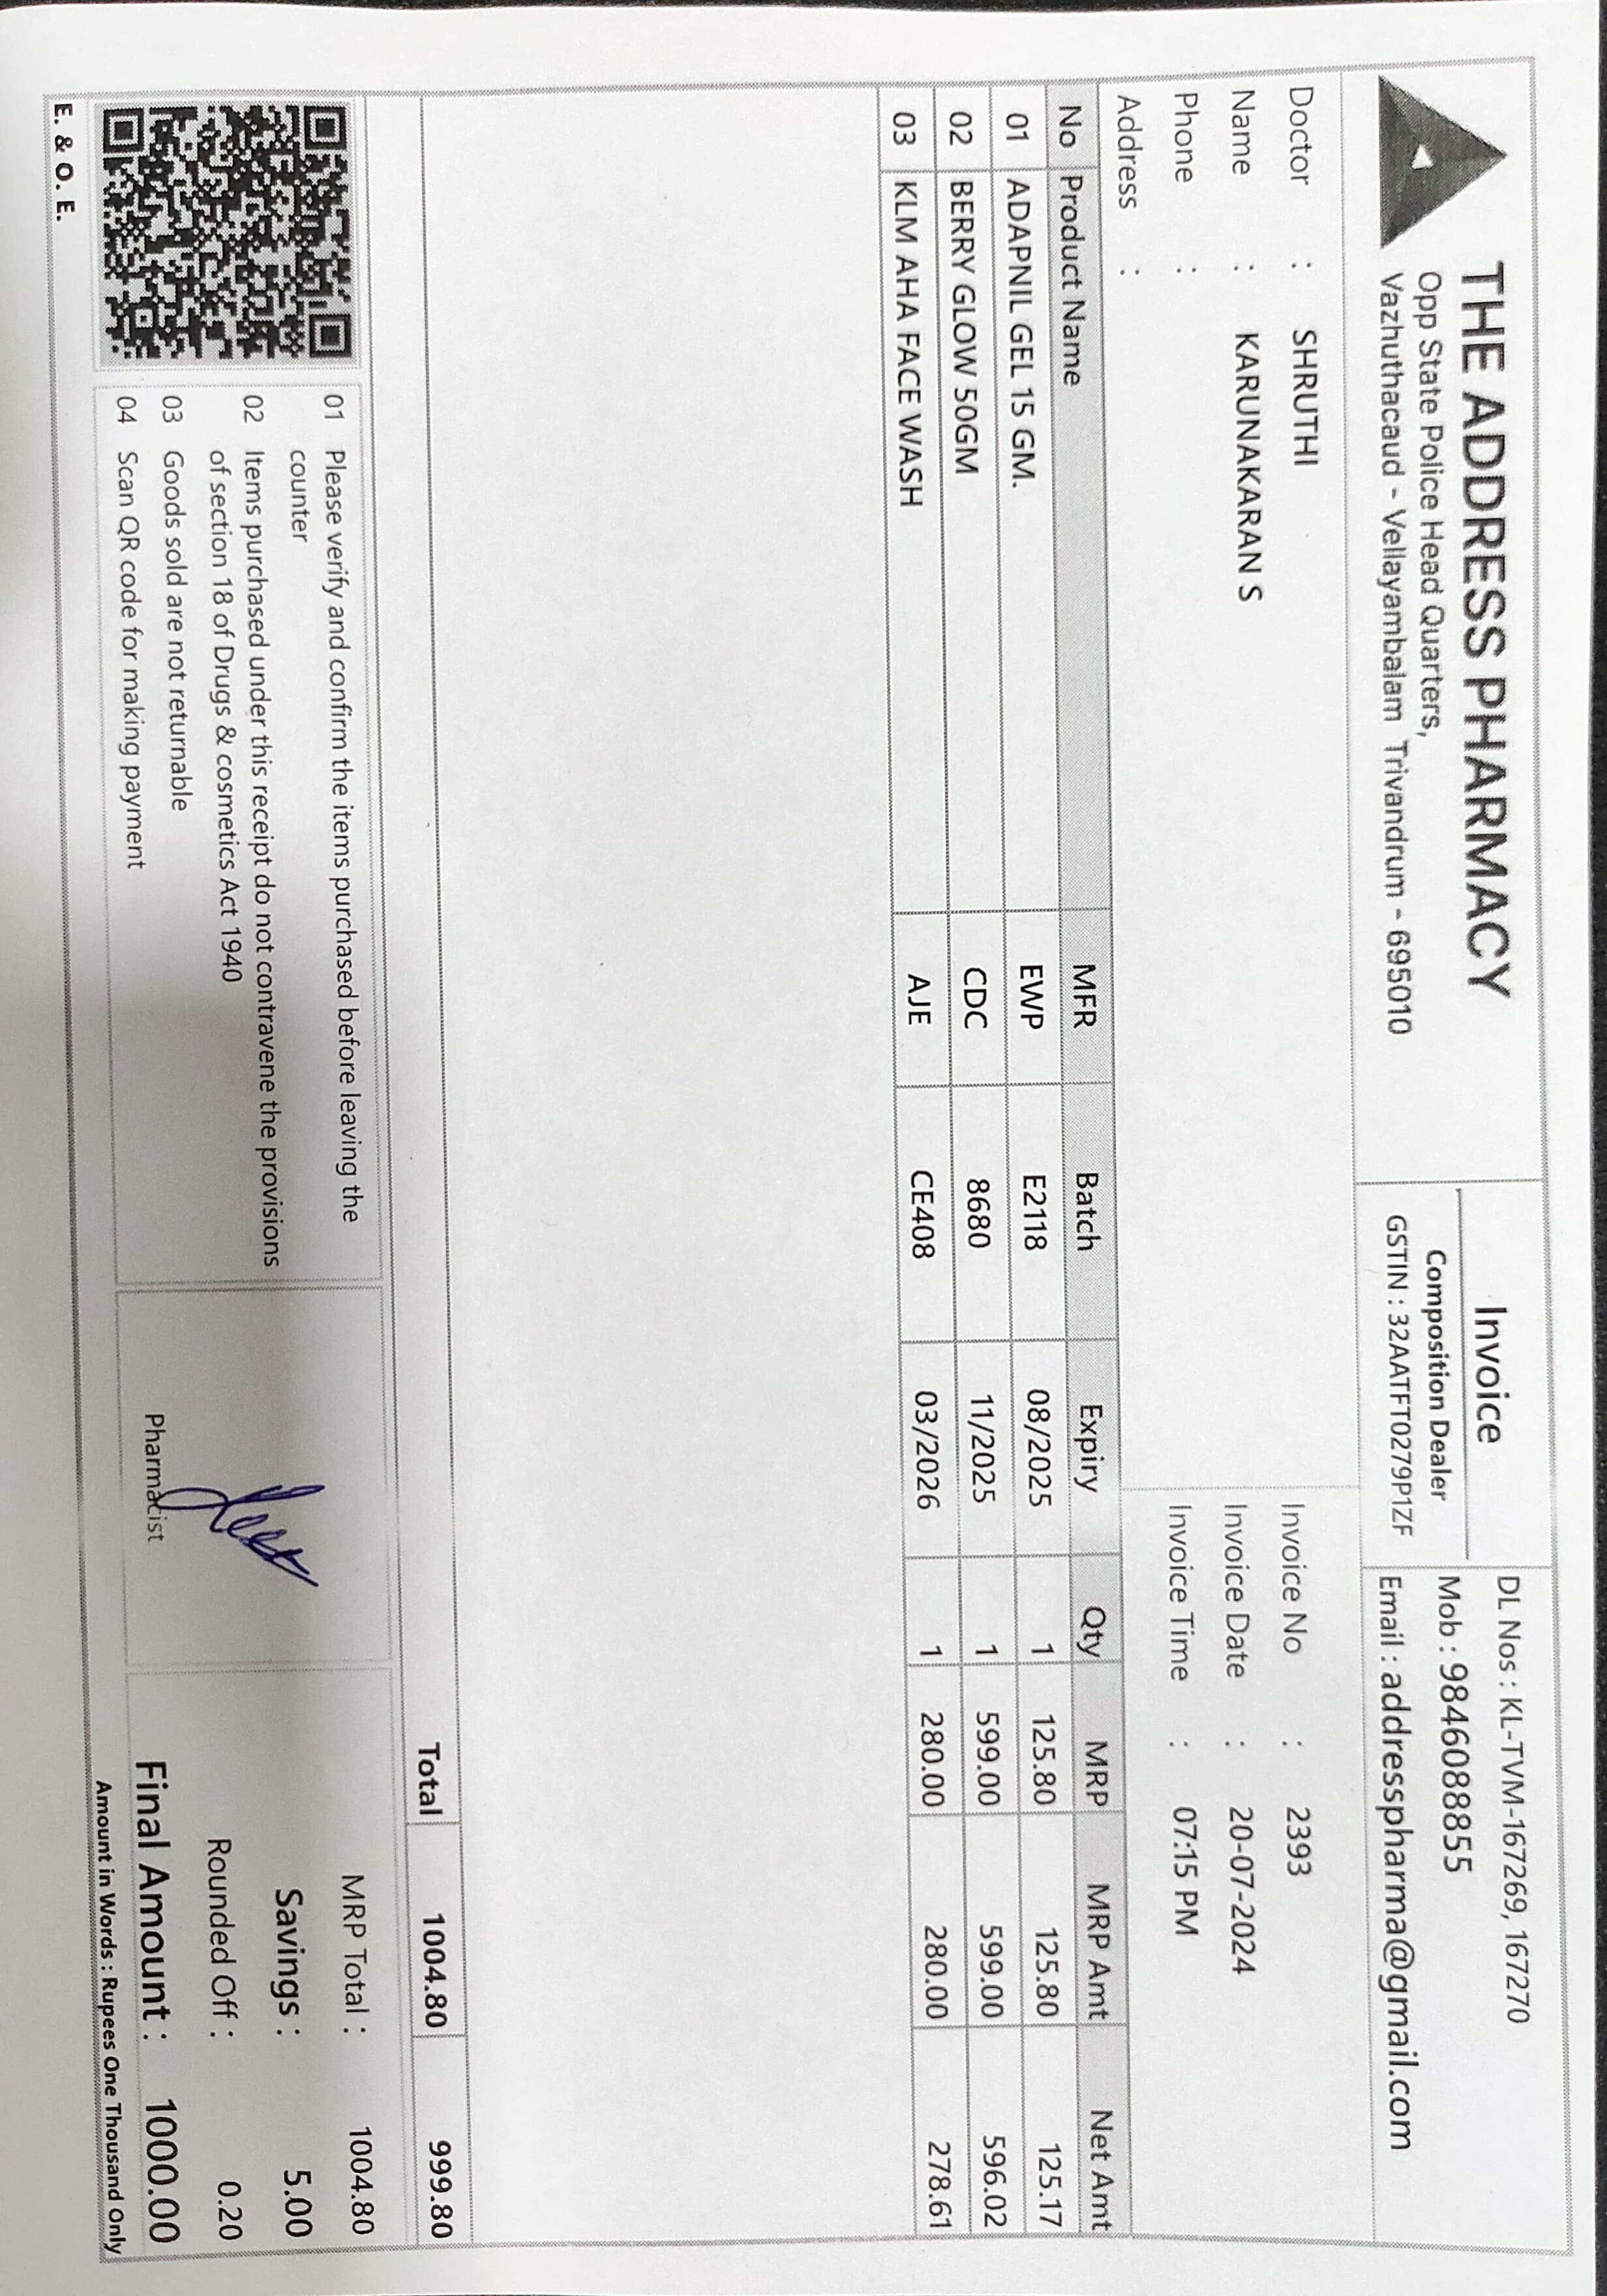 THE ADDRESS PHARMACY
Opp State Police Head Quarters,
Vazhuthacaud - Vellayambalam Trivandrum - 695010
Invoice
Composition Dealer
GSTIN : 32AATFT0279P1ZF
DL Nos : KL-TVM-167269, 167270
Mob : 9846088855
Email : addresspharma@gmail.com
Doctor : SHRUTHI
Name : KARUNAKARAN S
Phone :
Address :
Invoice No : 2393
Invoice Date : 20-07-2024
Invoice Time : 07:15 PM
No Product Name MFR Batch Expiry Qty MRP MRP Amt Net Amt
01 ADAPNIL GEL 15 GM. EWP E2118 08/2025 1 125.80 125.80 125.17
02 BERRY GLOW 50GM CDC 8680 11/2025 1 599.00 599.00 596.02
03 KLM AHA FACE WASH AJE CE408 03/2026 1 280.00 280.00 278.61
Total 1004.80 999.80
01 Please verify and confirm the items purchased before leaving the
counter
02 Items purchased under this receipt do not contravene the provisions
of section 18 of Drugs & cosmetics Act 1940
03 Goods sold are not returnable
04 Scan QR code for making payment
Pharmacist
MRP Total : 1004.80
Savings : 5.00
Rounded Off : 0.20
Final Amount : 1000.00
Amount in Words : Rupees One Thousand Only
E. & O. E.